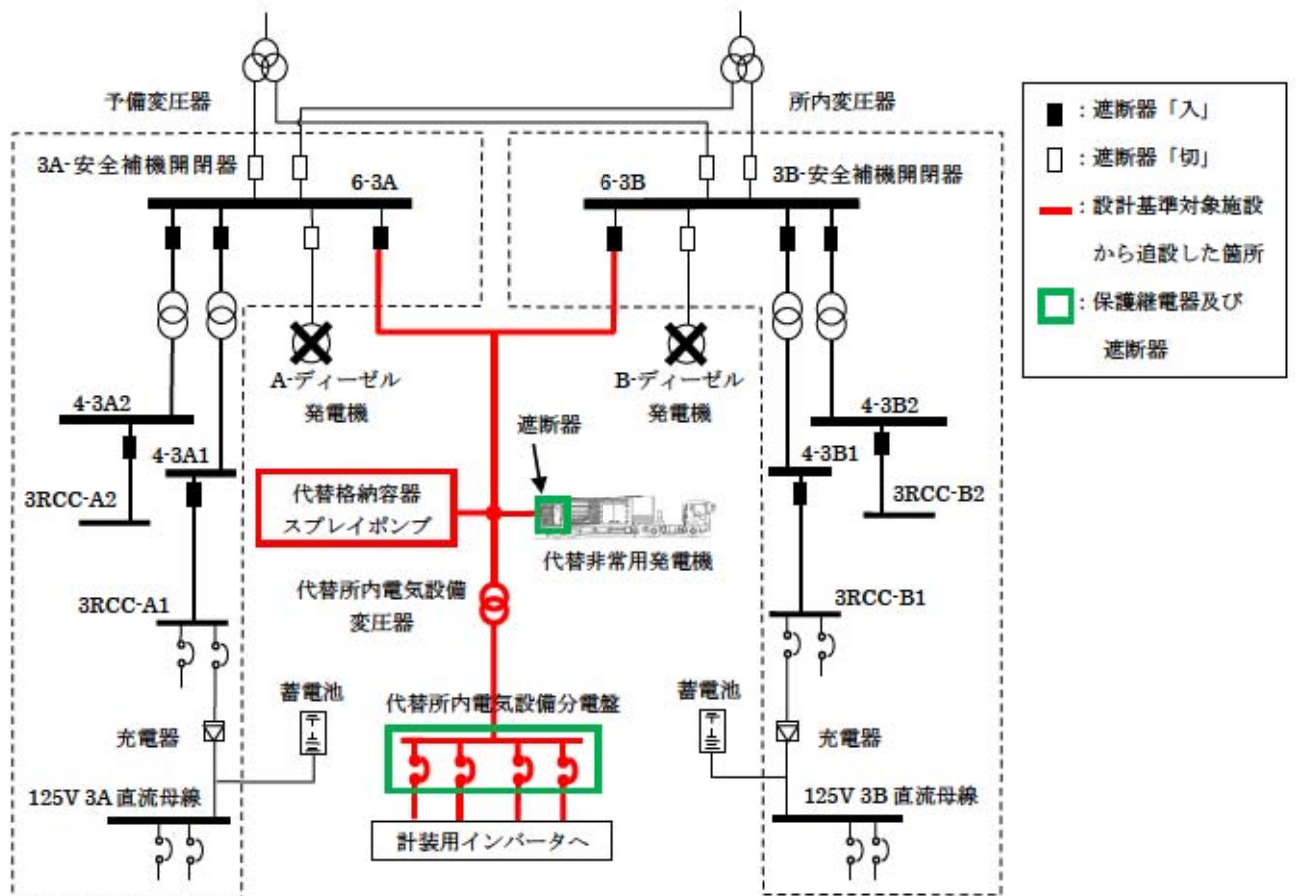 予備変圧器
所内変圧器
3A-安全補機開閉器
6-3A
6-3B
3B-安全補機開閉器
:遮断器「入」
:遮断器「切」
:設計基準対象施設
から追設した箇所
:保護継電器及び
遮断器
A-ディーゼル
発電機
B-ディーゼル
発電機
4-3A2
4-3A1
3RCC-A2
遮断器
4-3B2
4-3B1
3RCC-B2
代替格納容器
スプレイポンプ
代替非常用発電機
代替所内電気設備
変圧器
3RCC-A1
3RCC-B1
蓄電池
代替所内電気設備分電盤
蓄電池
充電器
充電器
125V 3A 直流母線
125V 3B 直流母線
計装用インバータへ